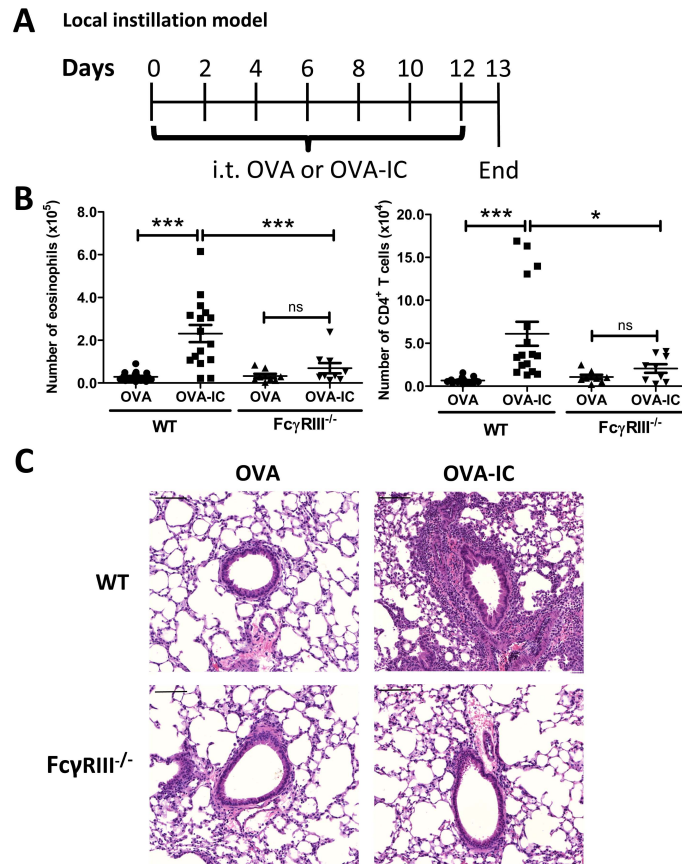 A Local instillation model
Days 0 2 4 6 8 10 12 13
i.t. OVA or OVA-IC End
B
Number of eosinophils (x10⁵)
8.0
6.0
4.0
2.0
0.0
***
***
ns
OVA OVA-IC OVA OVA-IC
WT FcγRIII⁻/⁻
Number of CD4⁺ T cells (x10⁴)
20.0
15.0
10.0
5.0
0.0
***
*
ns
OVA OVA-IC OVA OVA-IC
WT FcγRIII⁻/⁻
C
OVA OVA-IC
WT
FcγRIII⁻/⁻